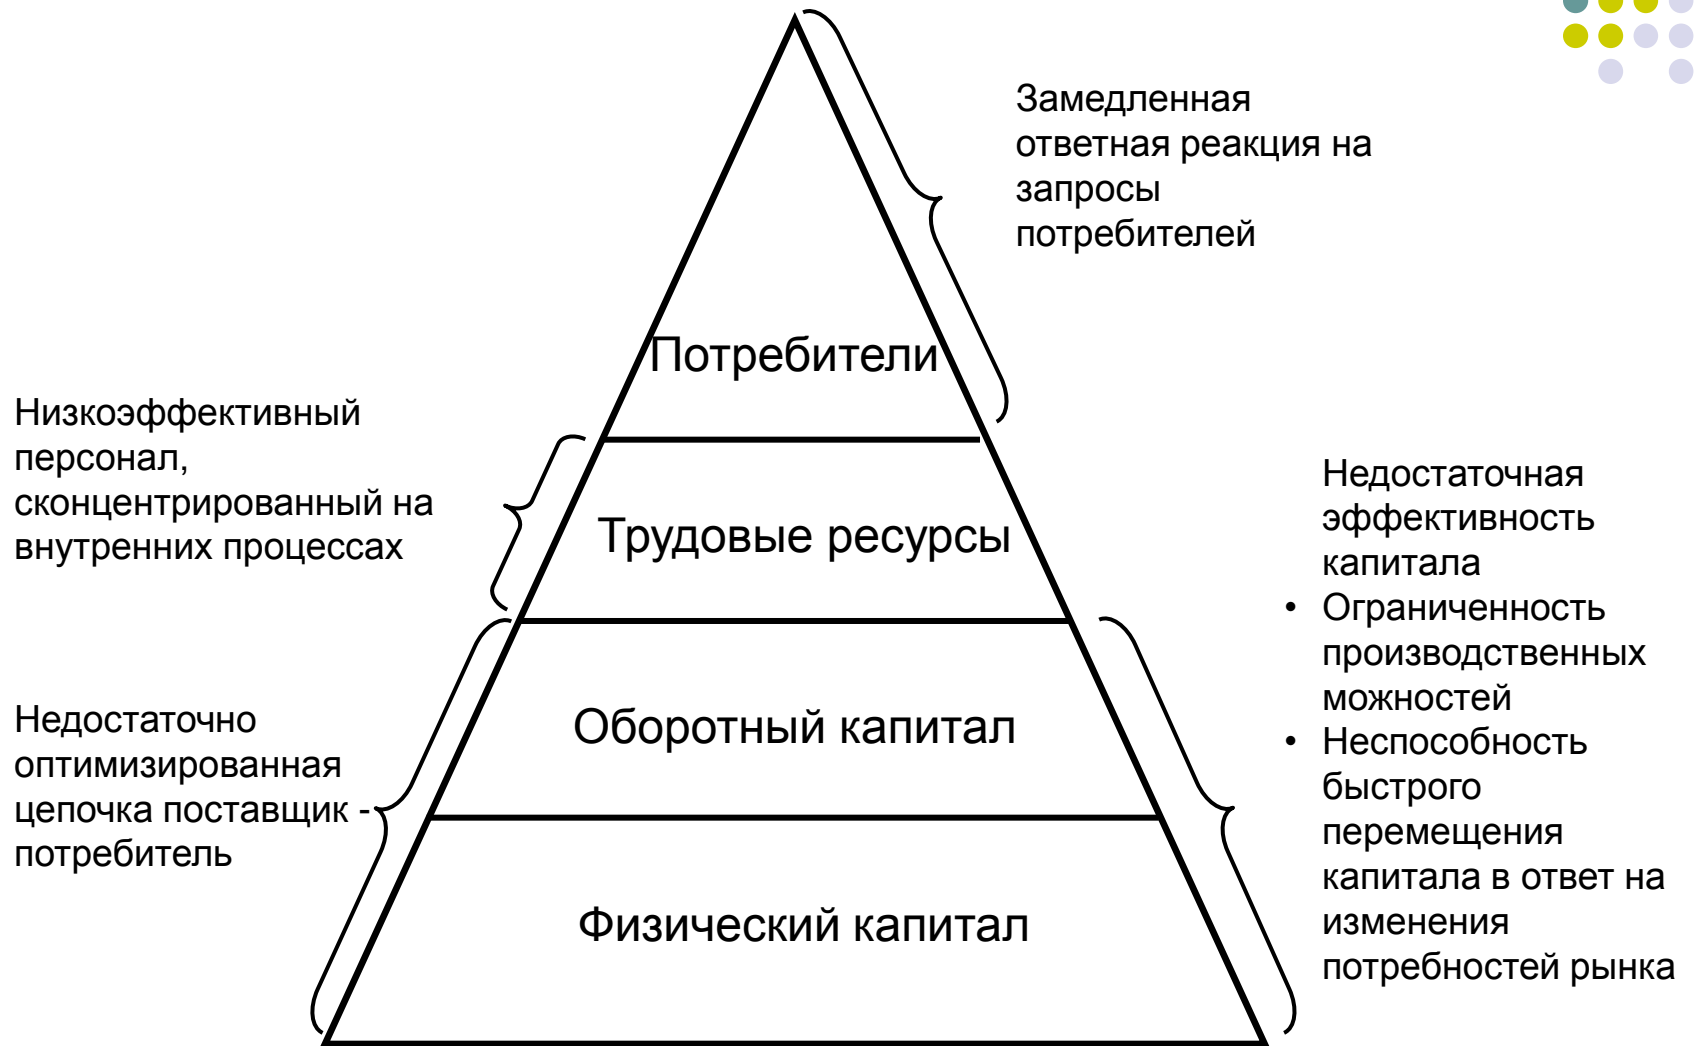 Замедленная
ответная реакция на
запросы
потребителей
Потребители
Низкоэффективный
персонал,
сконцентрированный на
внутренних процессах
Трудовые ресурсы
Недостаточная
эффективность
капитала
• Ограниченность
производственных
можностей
• Неспособность
быстрого
перемещения
капитала в ответ на
изменения
потребностей рынка
Недостаточно
оптимизированная
цепочка поставщик -
потребитель
Оборотный капитал
Физический капитал